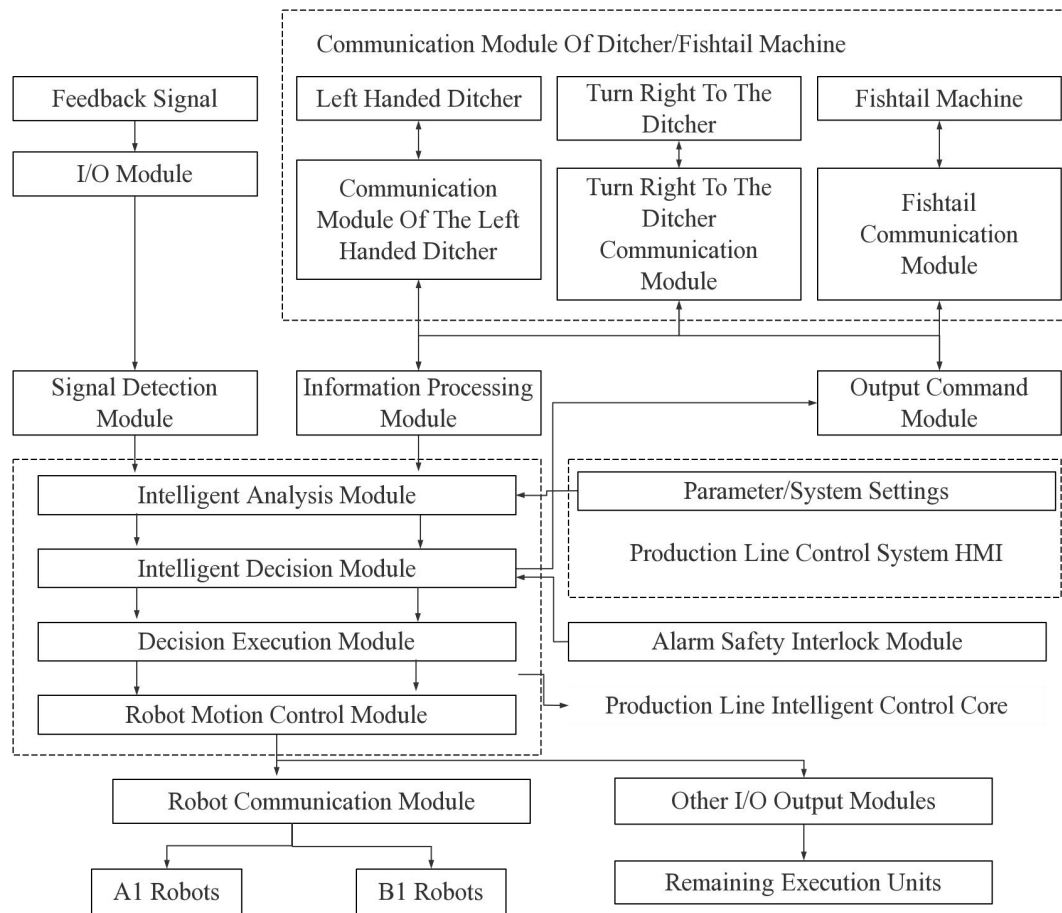 Communication Module Of Ditcher/Fishtail Machine
Feedback Signal
Left Handed Ditcher
Turn Right To The
Ditcher
Fishtail Machine
I/O Module
Communication
Module Of The Left
Handed Ditcher
Turn Right To The
Ditcher
Communication
Module
Fishtail
Communication
Module
Signal Detection
Module
Information Processing
Module
Output Command
Module
Intelligent Analysis Module
Parameter/System Settings
Production Line Control System HMI
Intelligent Decision Module
Decision Execution Module
Alarm Safety Interlock Module
Robot Motion Control Module
Production Line Intelligent Control Core
Robot Communication Module
Other I/O Output Modules
A1 Robots
B1 Robots
Remaining Execution Units